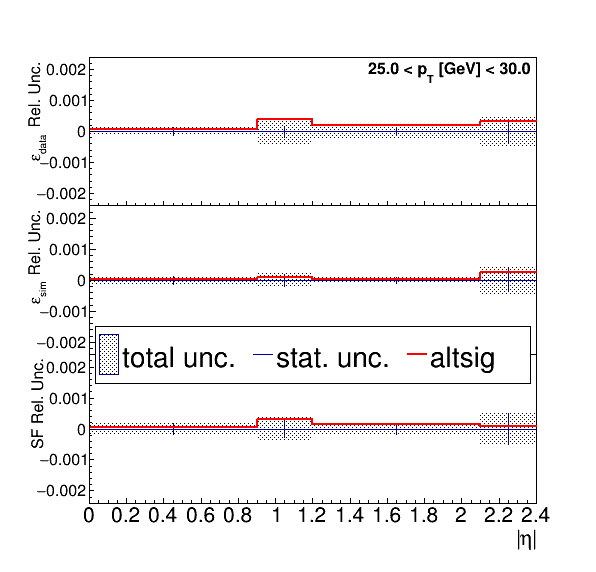 25.0 < p_T [GeV] < 30.0
ε_data Rel. Unc.
0.002
0.001
0
−0.001
−0.002
ε_sim Rel. Unc.
0.002
0.001
0
−0.001
−0.002
total unc. stat. unc. altsig
SF Rel. Unc.
0.002
0.001
0
−0.001
−0.002
0 0.2 0.4 0.6 0.8 1 1.2 1.4 1.6 1.8 2 2.2 2.4
|η|